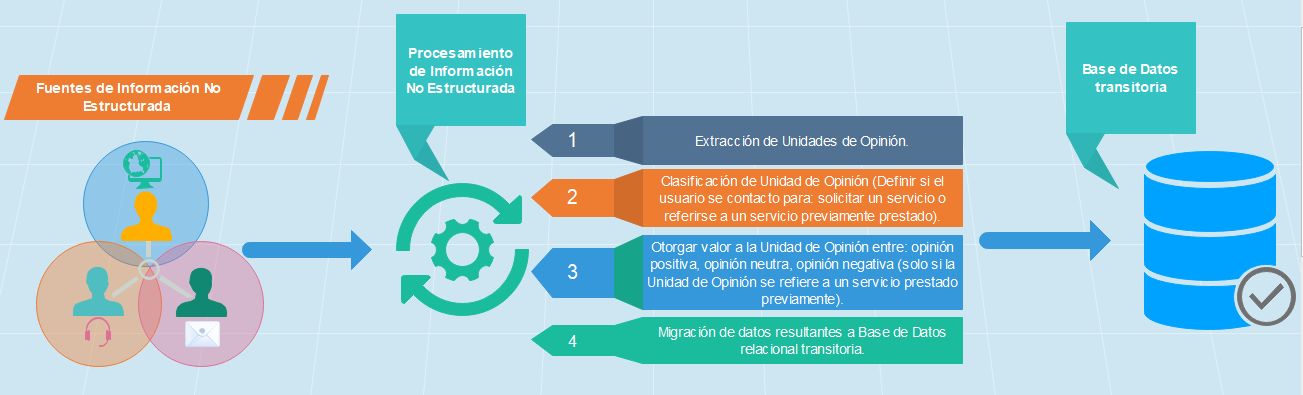 Fuentes de Información No
Estructurada
Procesamiento
de Información
No Estructurada
1
Extracción de Unidades de Opinión.
2
Clasificación de Unidad de Opinión (Definir si el
usuario se contacto para: solicitar un servicio o
referirse a un servicio previamente prestado).
3
Otorgar valor a la Unidad de Opinión entre: opinión
positiva, opinión neutra, opinión negativa (solo si la
Unidad de Opinión se refiere a un servicio prestado
previamente).
4
Migración de datos resultantes a Base de Datos
relacional transitoria.
Base de Datos
transitoria